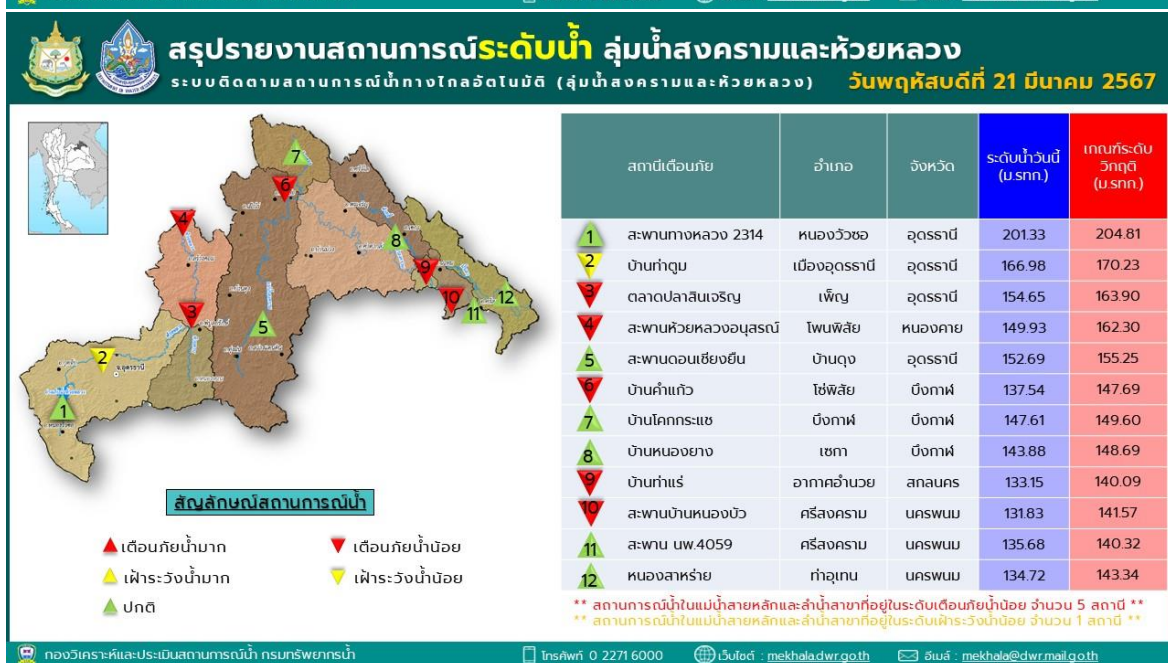 สรุปรายงานสถานการณ์ระดับน้ำ ลุ่มน้ำสงครามและห้วยหลวง
ระบบติดตามสถานการณ์น้ำทางไกลอัตโนมัติ (ลุ่มน้ำสงครามและห้วยหลวง) วันพฤหัสบดีที่ 21 มีนาคม 2567
สถานีเตือนภัย อำเภอ จังหวัด ระดับน้ำวันนี้ (ม.รทก.) เกณฑ์ระดับวิกฤติ (ม.รทก.)
1 สะพานทางหลวง 2314 หนองวัวซอ อุดรธานี 201.33 204.81
2 บ้านท่าตูม เมืองอุดรธานี อุดรธานี 166.98 170.23
3 ตลาดปลาสินเจริญ เพ็ญ อุดรธานี 154.65 163.90
4 สะพานห้วยหลวงอนุสรณ์ โพนพิสัย หนองคาย 149.93 162.30
5 สะพานดอนเชียงยืน บ้านดุง อุดรธานี 152.69 155.25
6 บ้านคำแก้ว โซ่พิสัย บึงกาฬ 137.54 147.69
7 บ้านโคกกระแซ บึงกาฬ บึงกาฬ 147.61 149.60
8 บ้านหนองยาง เซกา บึงกาฬ 143.88 148.69
9 บ้านท่าแร่ อากาศอำนวย สกลนคร 133.15 140.09
10 สะพานบ้านหนองบัว ศรีสงคราม นครพนม 131.83 141.57
11 สะพาน นพ.4059 ศรีสงคราม นครพนม 135.68 140.32
12 หนองสาหร่าย ท่าอุเทน นครพนม 134.72 143.34
7
6
4
8
9
10
12
11
3
5
2
1
สัญลักษณ์สถานการณ์น้ำ
เตือนภัยน้ำมาก เตือนภัยน้ำน้อย
เฝ้าระวังน้ำมาก เฝ้าระวังน้ำน้อย
ปกติ
** สถานการณ์น้ำในแม่น้ำสายหลักและลำน้ำสาขาที่อยู่ในระดับเตือนภัยน้ำน้อย จำนวน 5 สถานี **
** สถานการณ์น้ำในแม่น้ำสายหลักและลำน้ำสาขาที่อยู่ในระดับเฝ้าระวังน้ำน้อย จำนวน 1 สถานี **
กองวิเคราะห์และประเมินสถานการณ์น้ำ กรมทรัพยากรน้ำ โทรศัพท์ 0 2271 6000 เว็บไซต์ : mekhala.dwr.go.th อีเมล์ : mekhala@dwr.mail.go.th